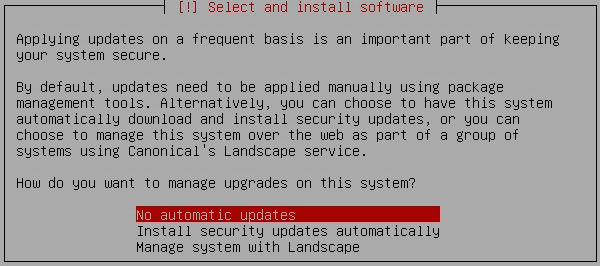 [!] Select and install software
Applying updates on a frequent basis is an important part of keeping
your system secure.
By default, updates need to be applied manually using package
management tools. Alternatively, you can choose to have this system
automatically download and install security updates, or you can
choose to manage this system over the web as part of a group of
systems using Canonical's Landscape service.
How do you want to manage upgrades on this system?
No automatic updates
Install security updates automatically
Manage system with Landscape